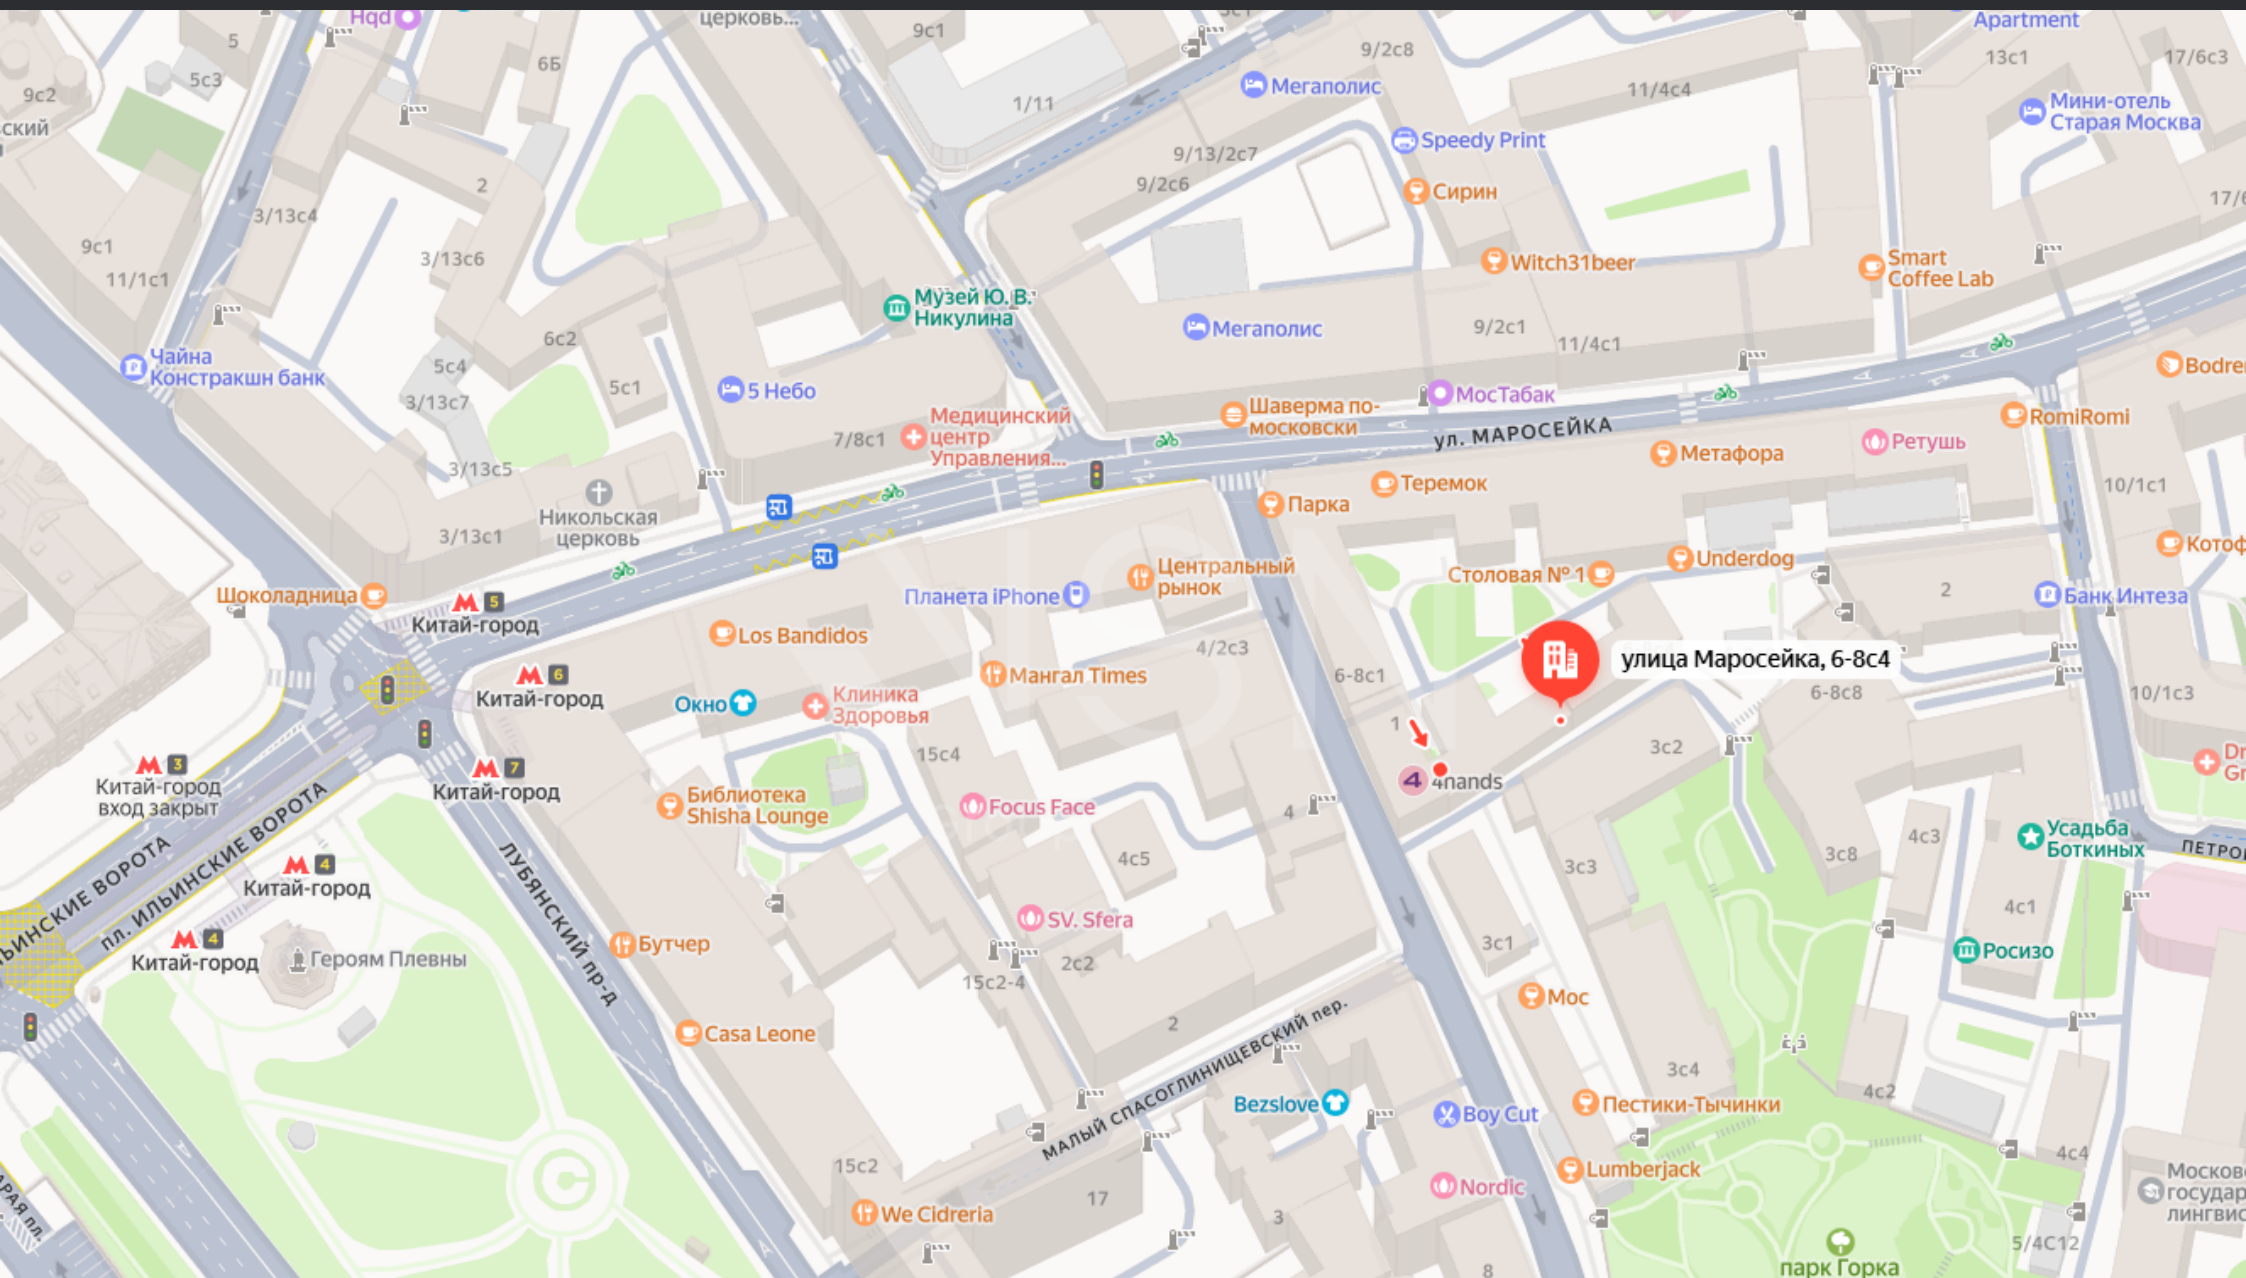 Hqd
церковь...
9с1
9/2с8
Apartment
5
6Б
5с3
9с2
ский
13с1
17/6с3
Мегаполис
11/4с4
1/11
Мини-отель
Старая Москва
Speedy Print
9/13/2с7
9/2с6
Сирин
2
3/13с4
9с1
11/1с1
3/13с6
Witch31beer
Smart
Coffee Lab
Музей Ю. В.
Никулина
Мегаполис
9/2с1
11/4с1
6с2
5с4
5с1
Чайна
Констракшн банк
3/13с7
5 Небо
МосТабак
Шаверма по-
московски
ул. МАРОСЕЙКА
RomiRomi
Медицинский
центр
Управления...
7/8с1
Метафора
Ретушь
3/13с5
Теремок
10/1с1
Парка
Никольская
церковь
3/13с1
Столовая № 1
Underdog
Центральный
рынок
Планета iPhone
2
Банк Интеза
Шоколадница
5
Китай-город
Los Bandidos
4/2с3
6-8с1
улица Маросейка, 6-8с4
6
Китай-город
Мангал Times
Окно
Клиника
Здоровья
6-8с8
10/1с3
1
3с2
15с4
4
4hands
3
Китай-город
вход закрыт
7
Китай-город
Библиотека
Shisha Lounge
Focus Face
4
Усадьба
Боткиных
4с3
3с8
4с5
3с3
пл. ИЛЬИНСКИЕ ВОРОТА
4
Китай-город
ЛУБЯНСКИЙ пр-д
SV. Sfera
4с1
Бутчер
3с1
Росизо
4
Китай-город
Героям Плевны
2с2
15с2-4
Мос
2
МАЛЫЙ СПАСОГЛИНИЩЕВСКИЙ пер.
Casa Leone
3с4
4с2
Bezslove
Boy Cut
Пестики-Тычинки
4с4
15с2
Lumberjack
Nordic
17
We Cidreria
3
5/4С12
8
парк Горка